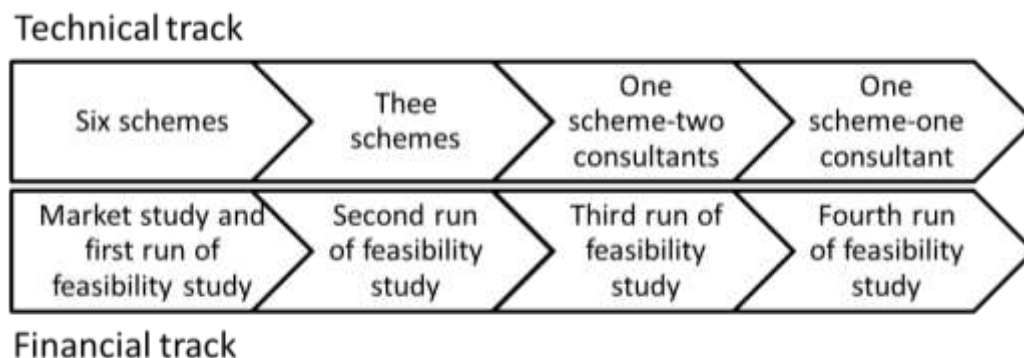 Technical track
Six schemes
Thee
schemes
One
scheme-two
consultants
One
scheme-one
consultant
Market study and
first run of
feasibility study
Second run
of feasibility
study
Third run of
feasibility
study
Fourth run
of feasibility
study
Financial track